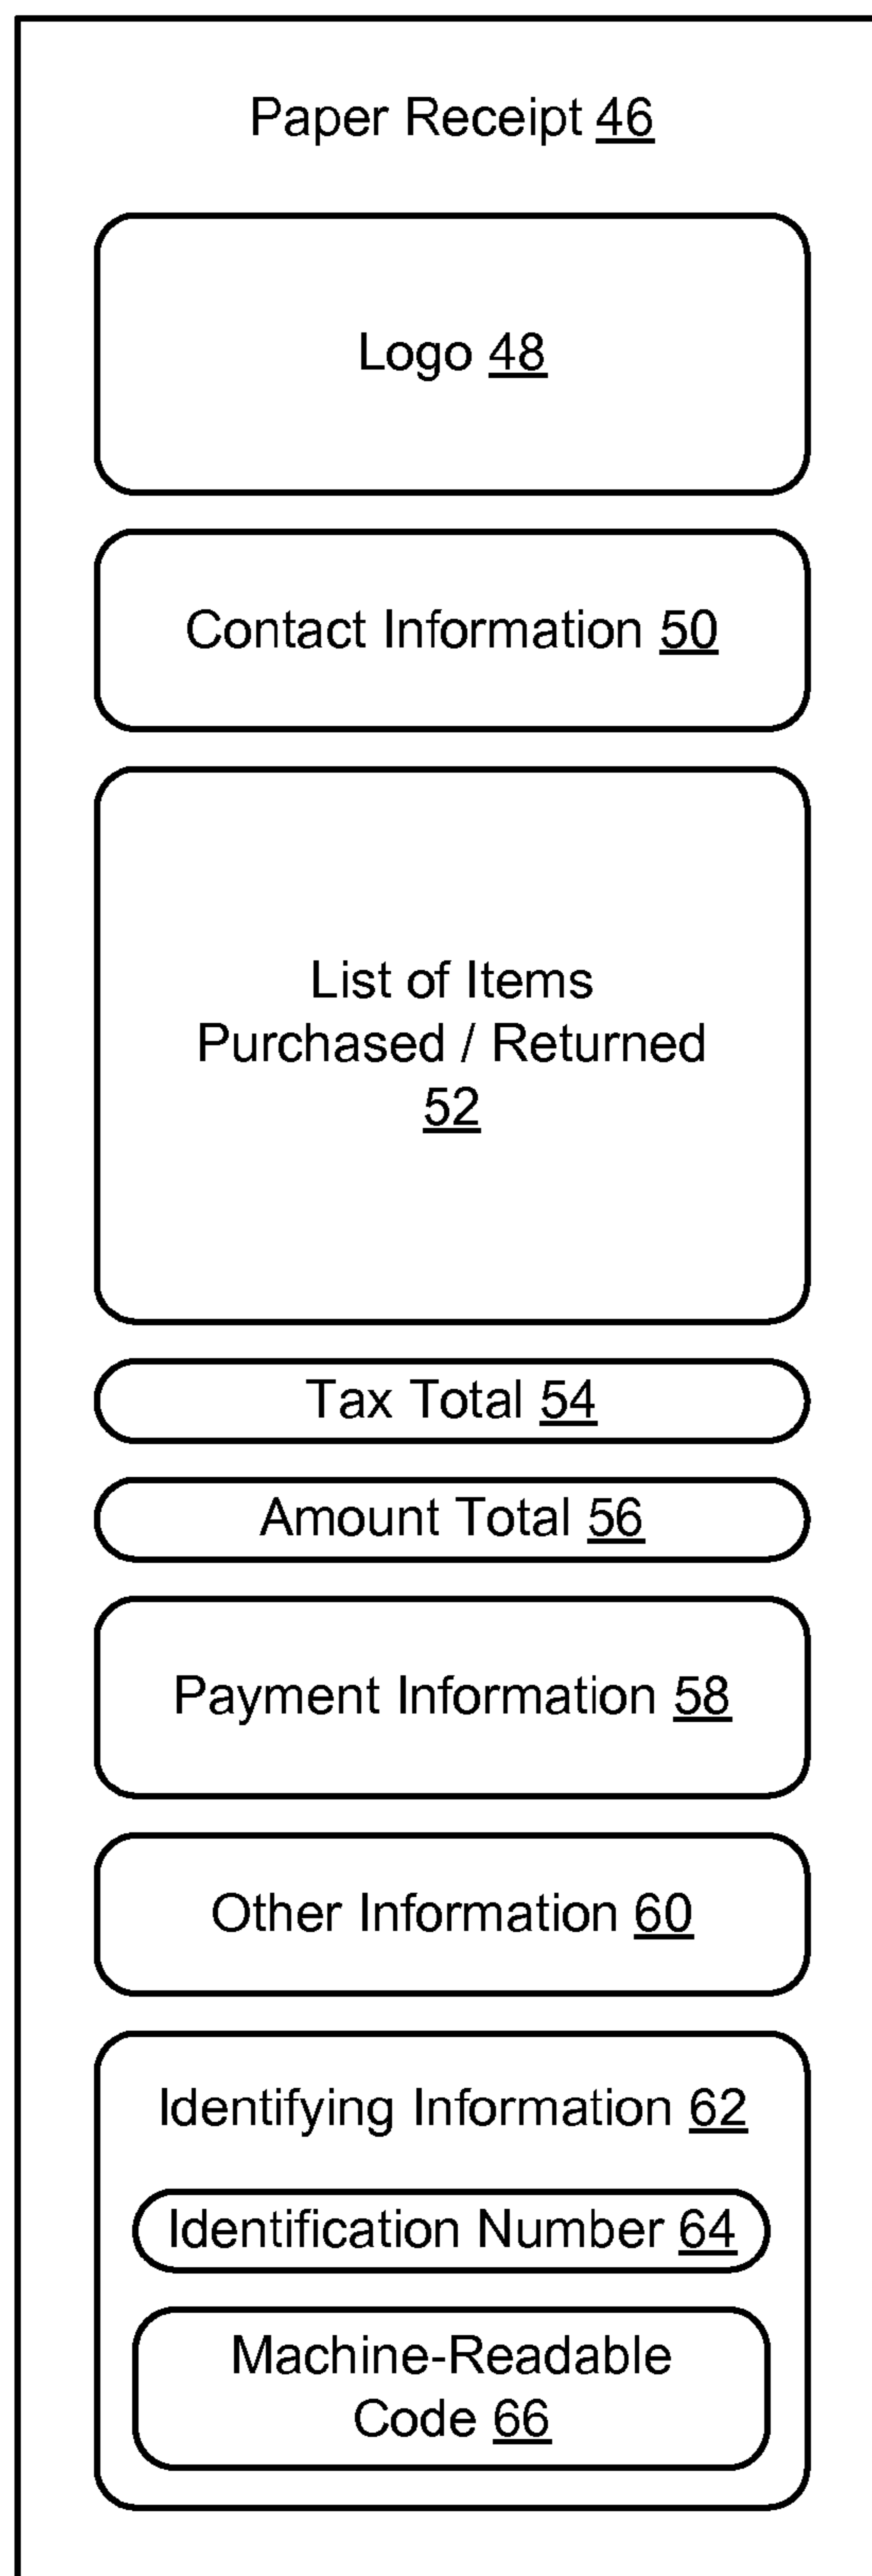 Paper Receipt 46
Logo 48
Contact Information 50
List of Items
Purchased / Returned
52
Tax Total 54
Amount Total 56
Payment Information 58
Other Information 60
Identifying Information 62
Identification Number 64
Machine-Readable
Code 66